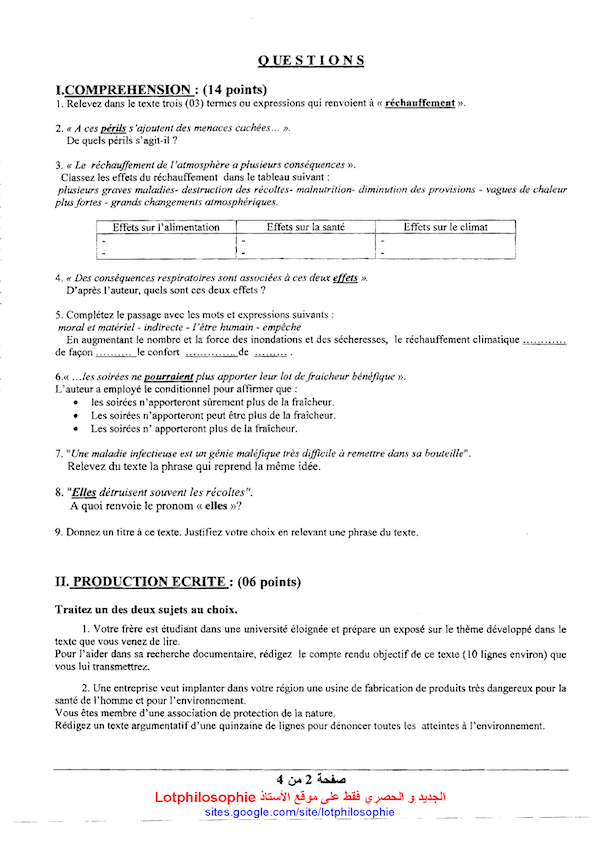 QUESTIONS
I.COMPREHENSION : (14 points)
1. Relevez dans le texte trois (03) termes ou expressions qui renvoient à « réchauffement ».
2. « A ces périls s'ajoutent des menaces cachées... ».
De quels périls s'agit-il ?
3. « Le réchauffement de l'atmosphère a plusieurs conséquences ».
Classez les effets du réchauffement dans le tableau suivant :
plusieurs graves maladies- destruction des récoltes- malnutrition- diminution des provisions - vagues de chaleur
plus fortes - grands changements atmosphériques.
Effets sur l'alimentation Effets sur la santé Effets sur le climat
- - -
- - -
4. « Des conséquences respiratoires sont associées à ces deux effets ».
D'après l'auteur, quels sont ces deux effets ?
5. Complétez le passage avec les mots et expressions suivants :
moral et matériel - indirecte - l'être humain - empêche
En augmentant le nombre et la force des inondations et des sécheresses, le réchauffement climatique ............
de façon ........... le confort .............. de ......... .
6.« ...les soirées ne pourraient plus apporter leur lot de fraîcheur bénéfique ».
L'auteur a employé le conditionnel pour affirmer que :
• les soirées n'apporteront sûrement plus de la fraîcheur.
• Les soirées n'apporteront peut être plus de la fraîcheur.
• Les soirées n' apporteront plus de la fraîcheur.
7. "Une maladie infectieuse est un génie maléfique très difficile à remettre dans sa bouteille".
Relevez du texte la phrase qui reprend la même idée.
8. "Elles détruisent souvent les récoltes".
A quoi renvoie le pronom « elles »?
9. Donnez un titre à ce texte. Justifiez votre choix en relevant une phrase du texte.
II. PRODUCTION ECRITE : (06 points)
Traitez un des deux sujets au choix.
1. Votre frère est étudiant dans une université éloignée et prépare un exposé sur le thème développé dans le
texte que vous venez de lire.
Pour l'aider dans sa recherche documentaire, rédigez le compte rendu objectif de ce texte (10 lignes environ) que
vous lui transmettrez.
2. Une entreprise veut implanter dans votre région une usine de fabrication de produits très dangereux pour la
santé de l'homme et pour l'environnement.
Vous êtes membre d'une association de protection de la nature.
Rédigez un texte argumentatif d'une quinzaine de lignes pour dénoncer toutes les atteintes à l'environnement.
صفحة 2 من 4
الجديد و الحصري فقط على موقع الأستاذ Lotphilosophie
sites.google.com/site/lotphilosophie